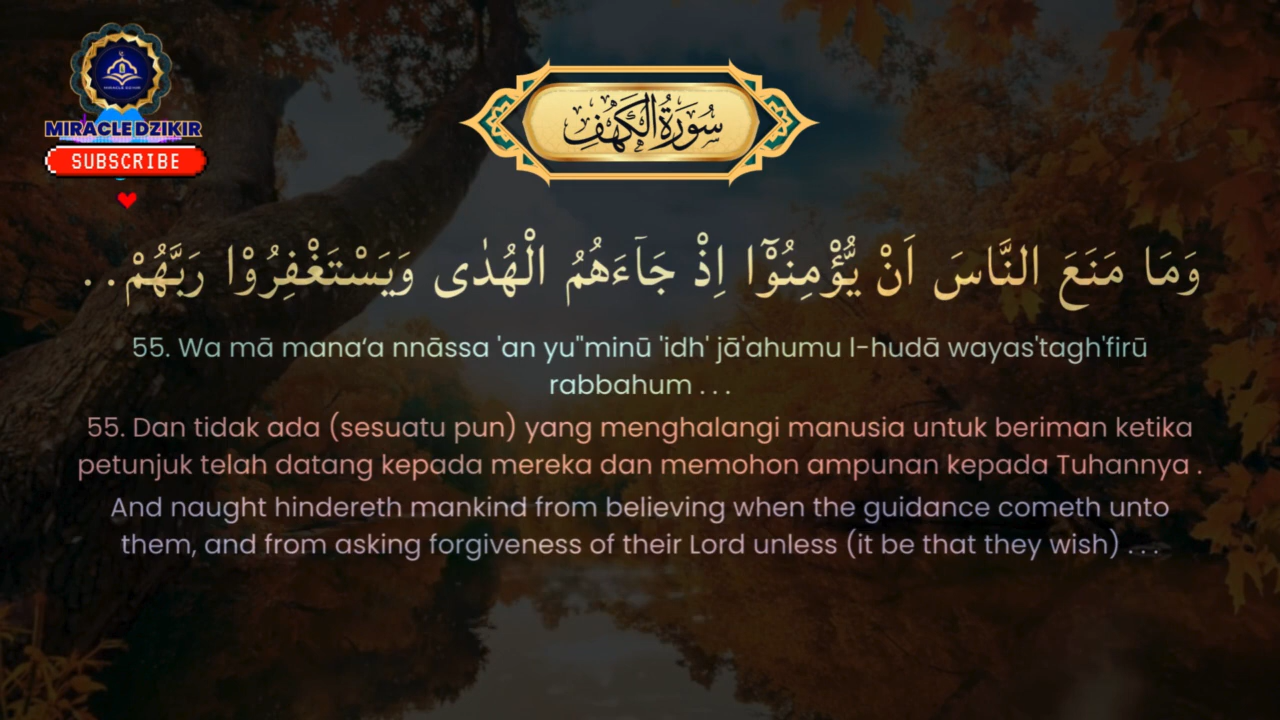 MIRACLE DZIKIR
SUBSCRIBE
سُورَةُ الْكَهْفِ
وَمَا مَنَعَ النَّاسَ اَنْ يُّؤْمِنُوْٓا اِذْ جَاۤءَهُمُ الْهُدٰى وَيَسْتَغْفِرُوْا رَبَّهُمْ..
55. Wa mā mana‘a nnāssa 'an yu"minū 'idh' jā'ahumu l-hudā wayas'tagh'firū
rabbahum . . .
55. Dan tidak ada (sesuatu pun) yang menghalangi manusia untuk beriman ketika
petunjuk telah datang kepada mereka dan memohon ampunan kepada Tuhannya .
And naught hindereth mankind from believing when the guidance cometh unto
them, and from asking forgiveness of their Lord unless (it be that they wish) . . .